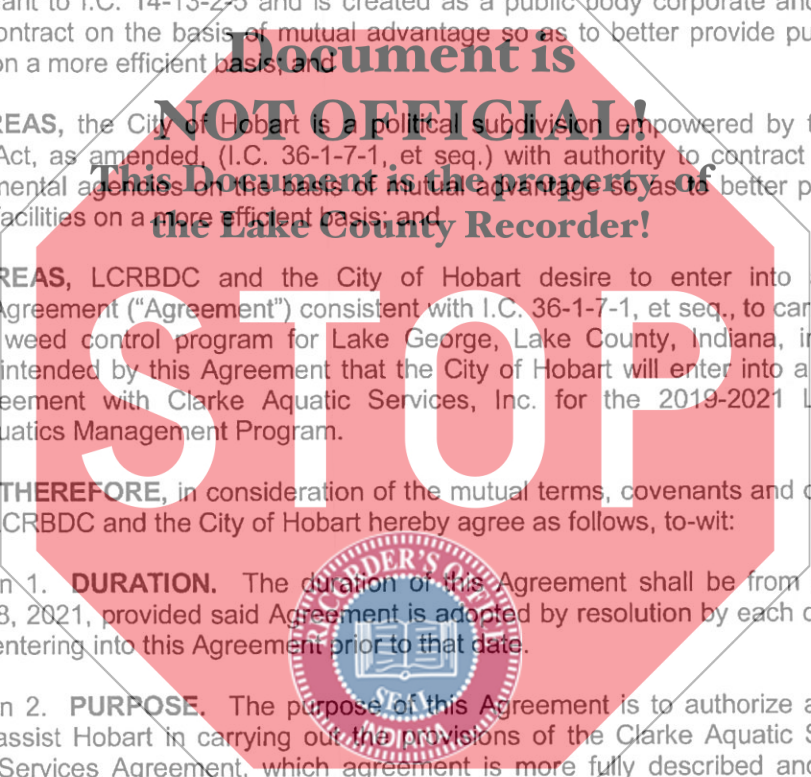 ant to I.C. 14-13-2-5 and is created as a public body corporate and
ontract on the basis of mutual advantage so as to better provide pu
on a more efficient basis; and
Document is
NOT OFFICIAL!
This Document is the property of
the Lake County Recorder!
REAS, the City of Hobart is a political subdivision empowered by t
Act, as amended, (I.C. 36-1-7-1, et seq.) with authority to contract
mental agencies on the basis of mutual advantage so as to better p
facilities on a more efficient basis; and
REAS, LCRBDC and the City of Hobart desire to enter into
Agreement (“Agreement”) consistent with I.C. 36-1-7-1, et seq., to car
weed control program for Lake George, Lake County, Indiana, i
intended by this Agreement that the City of Hobart will enter into a
eement with Clarke Aquatic Services, Inc. for the 2019-2021 L
uatics Management Program.
STOP
THEREFORE, in consideration of the mutual terms, covenants and c
CRBDC and the City of Hobart hereby agree as follows, to-wit:
n 1. DURATION. The duration of this Agreement shall be from
8, 2021, provided said Agreement is adopted by resolution by each c
entering into this Agreement prior to that date.
RECORDER'S OFFICE
SEAL
INDIANA
n 2. PURPOSE. The purpose of this Agreement is to authorize a
assist Hobart in carrying out the provisions of the Clarke Aquatic S
Services Agreement, which agreement is more fully described an